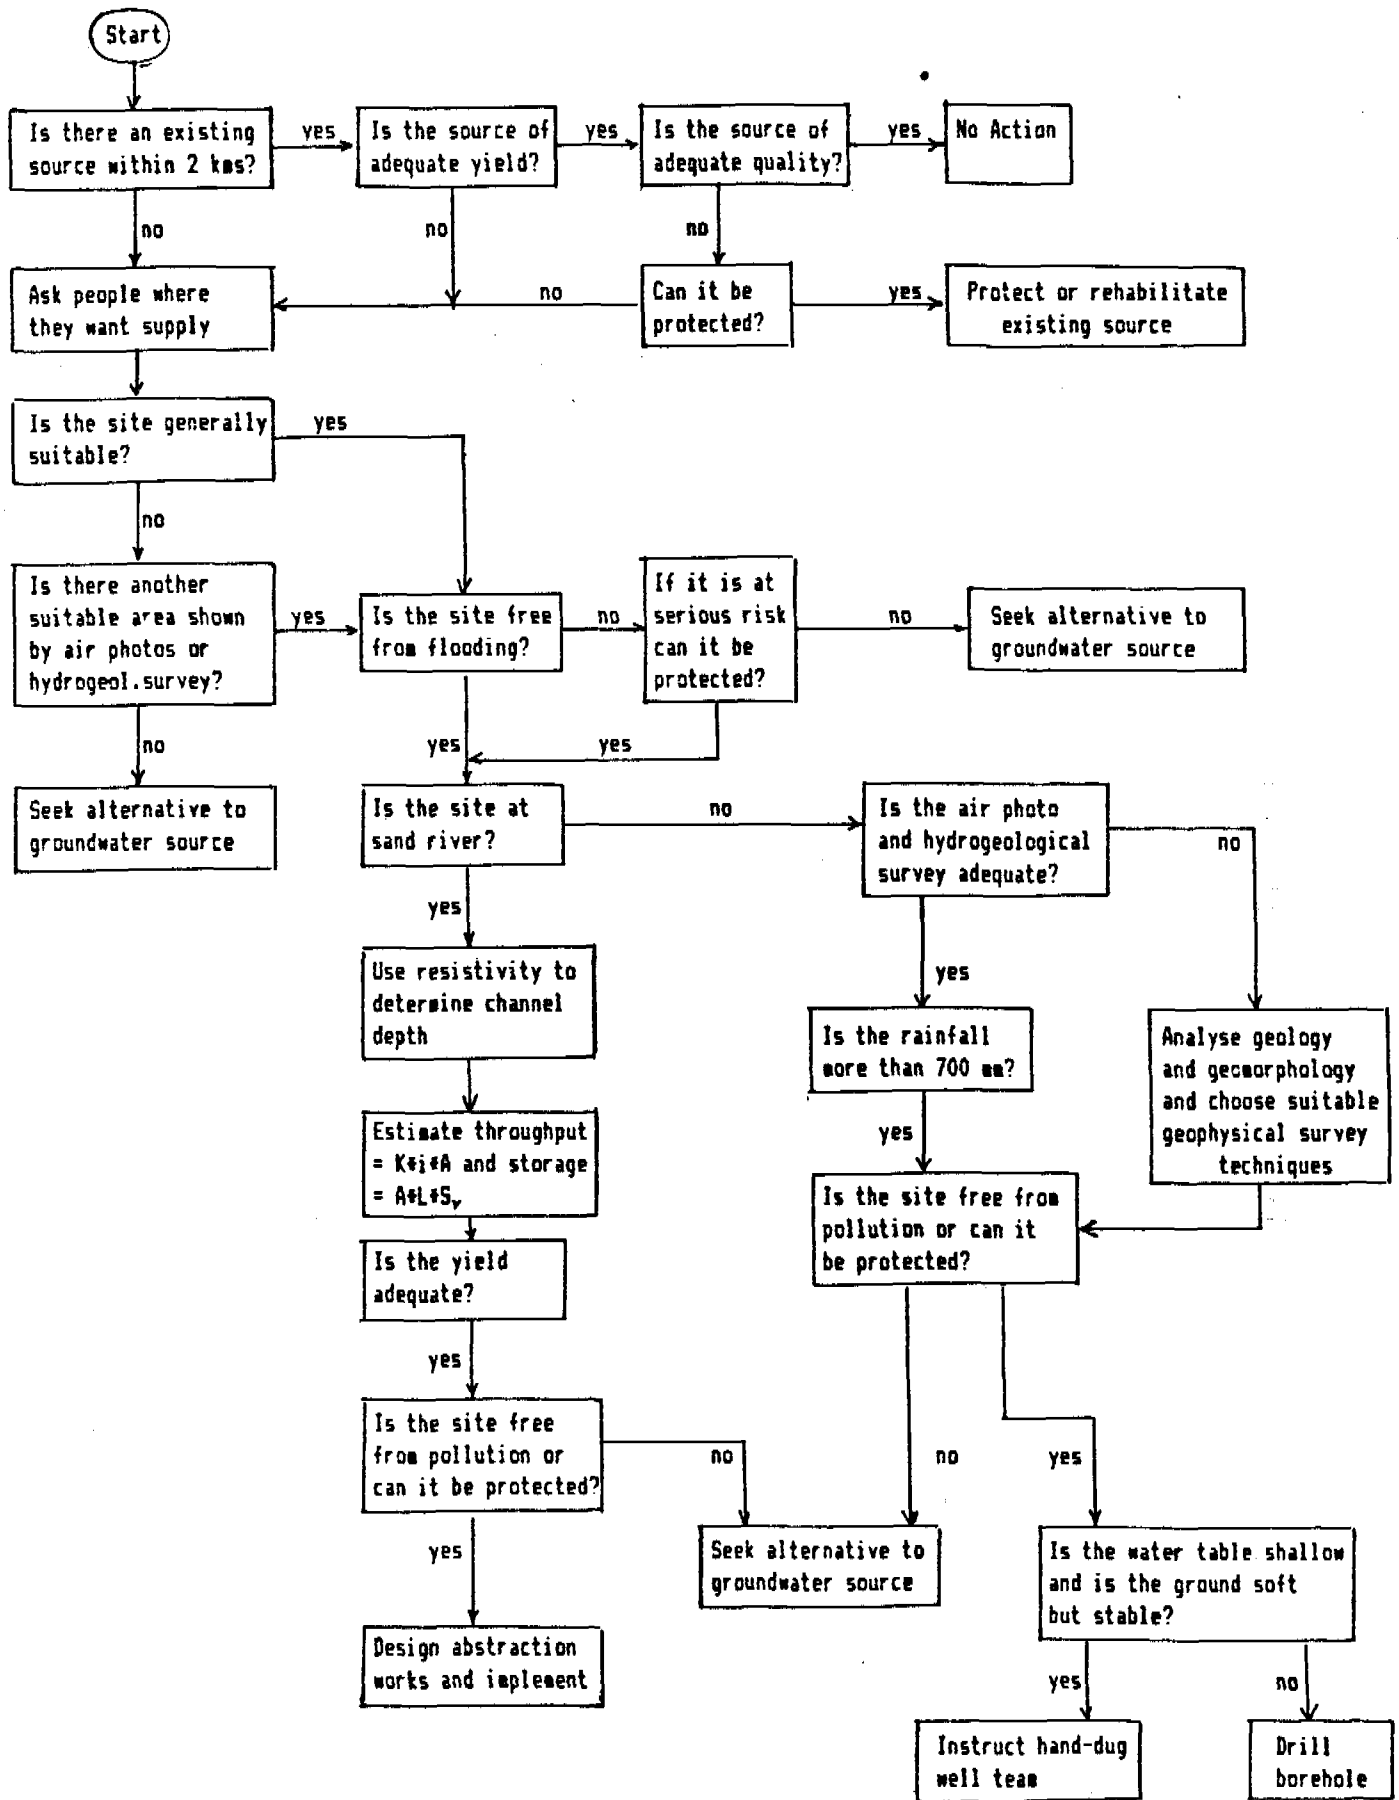 Start
Is there an existing
source within 2 kms?
yes
Is the source of
adequate yield?
yes
Is the source of
adequate quality?
yes
No Action
no
no
no
Ask people where
they want supply
no
Can it be
protected?
yes
Protect or rehabilitate
existing source
Is the site generally
suitable?
yes
no
Is there another
suitable area shown
by air photos or
hydrogeol.survey?
yes
Is the site free
from flooding?
no
If it is at
serious risk
can it be
protected?
no
Seek alternative to
groundwater source
no
yes
yes
Seek alternative to
groundwater source
Is the site at
sand river?
no
Is the air photo
and hydrogeological
survey adequate?
no
yes
Use resistivity to
determine channel
depth
yes
Is the rainfall
more than 700 mm?
Analyse geology
and geomorphology
and choose suitable
geophysical survey
techniques
Estimate throughput
= K*i*A and storage
= A*L*Sy
yes
Is the site free from
pollution or can it
be protected?
Is the yield
adequate?
yes
Is the site free
from pollution or
can it be protected?
no
no
yes
yes
Seek alternative to
groundwater source
Is the water table shallow
and is the ground soft
but stable?
Design abstraction
works and implement
yes
no
Instruct hand-dug
well team
Drill
borehole